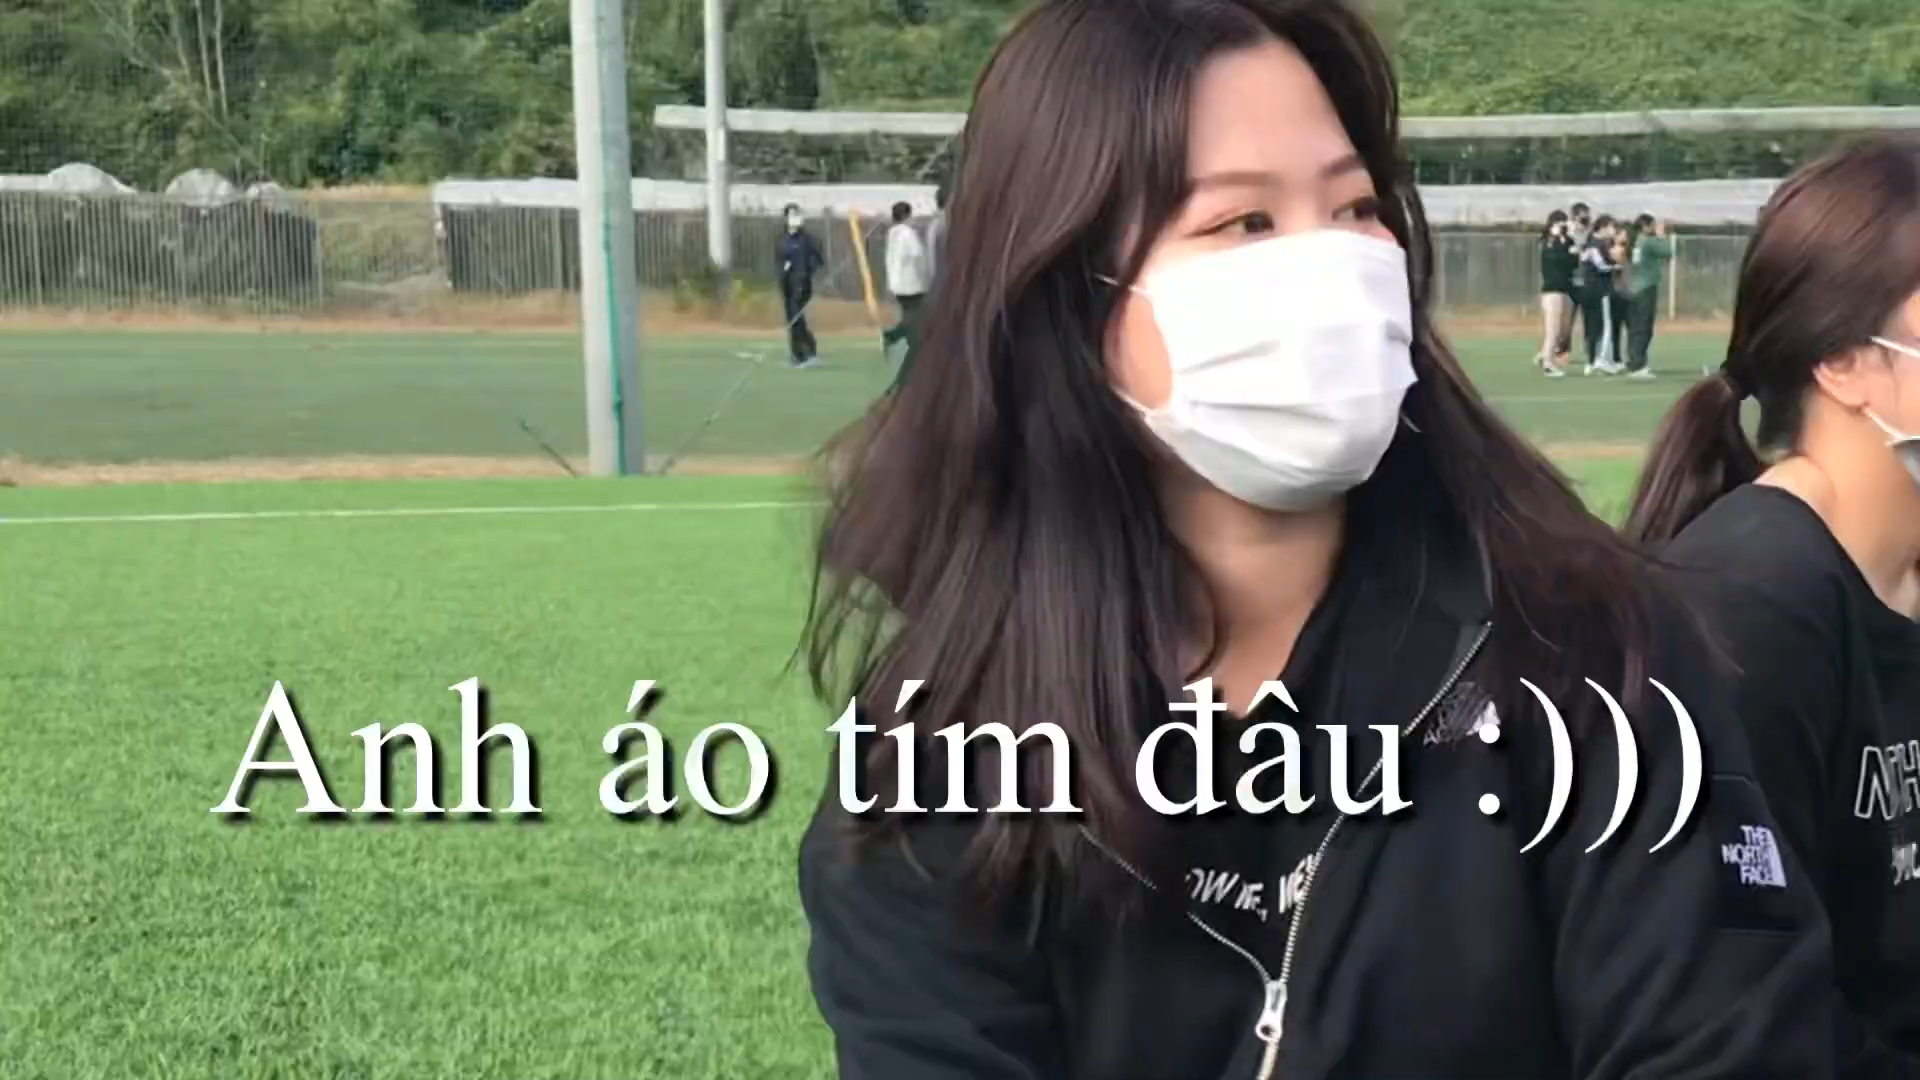 Anh áo tím đâu :)))
THE
NORTH
FACE